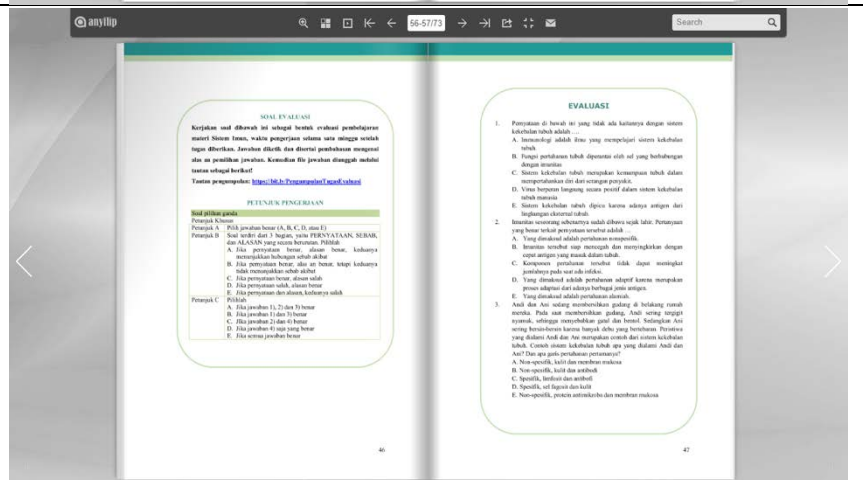 anyflip
56-57/73
Search
SOAL EVALUASI
Kerjakan soal dibawah ini sebagai bentuk evaluasi pembelajaran
materi Sistem Imun, waktu pengerjaan selama satu minggu setelah
tugas diberikan. Jawaban diketik dan disertai pembahasan mengenai
alas an pemilihan jawaban. Kemudian file jawaban diunggah melalui
tautan sebagai berikut!
Tautan pengumpulan: https://bit.ly/PengumpulanTugasEvaluasi
PETUNJUK PENGERJAAN
Soal pilihan ganda
Petunjuk Khusus
Petunjuk A Pilih jawaban benar (A, B, C, D, atau E)
Petunjuk B Soal terdiri dari 3 bagian, yaitu PERNYATAAN, SEBAB,
dan ALASAN yang secara berurutan. Pilihlah
A. Jika pernyataan benar, alasan benar, keduanya
menunjukkan hubungan sebab akibat
B. Jika pernyataan benar, alas an benar, tetapi keduanya
tidak menunjukkan sebab akibat
C. Jika pernyataan benar, alasan salah
D. Jika pernyataan salah, alasan benar
E. Jika pernyataan dan alasan, keduanya salah
Petunjuk C Pilihlah
A. Jika jawaban 1), 2) dan 3) benar
B. Jika jawaban 1) dan 3) benar
C. Jika jawaban 2) dan 4) benar
D. Jika jawaban 4) saja yang benar
E. Jika semua jawaban benar
46
EVALUASI
1. Pernyataan di bawah ini yang tidak ada kaitannya dengan sistem
kekebalan tubuh adalah ....
A. Imunologi adalah ilmu yang mempelajari sistem kekebalan
tubuh
B. Fungsi pertahanan tubuh diperantai oleh sel yang berhubungan
dengan imunitas
C. Sistem kekebalan tubuh merupakan kemampuan tubuh dalam
mempertahankan diri dari serangan penyakit.
D. Virus berperan langsung secara positif dalam sistem kekebalan
tubuh manusia
E. Sistem kekebalan tubuh dipicu karena adanya antigen dari
lingkungan eksternal tubuh
2. Imunitas seseorang sebenarnya sudah dibawa sejak lahir. Pertanyaan
yang benar terkait pernyataan tersebut adalah ...
A. Yang dimaksud adalah pertahanan nonspesifik.
B. Imunitas tersebut siap mencegah dan menyingkirkan dengan
cepat antigen yang masuk dalam tubuh.
C. Komponen pertahanan tersebut tidak dapat meningkat
jumlahnya pada saat ada infeksi.
D. Yang dimaksud adalah pertahanan adaptif karena merupakan
proses adaptasi dari adanya berbagai jenis antigen.
E. Yang dimaksud adalah pertahanan alamiah.
3. Andi dan Ani sedang membersihkan gudang di belakang rumah
mereka. Pada saat membersihkan gudang, Andi sering tergigit
nyamuk, sehingga menyebabkan gatal dan bentol. Sedangkan Ani
sering bersin-bersin karena banyak debu yang bertebaran. Peristiwa
yang dialami Andi dan Ani merupakan contoh dari sistem kekebalan
tubuh. Contoh sistem kekebalan tubuh apa yang dialami Andi dan
Ani? Dan apa garis pertahanan pertamanya?
A. Non-spesifik, kulit dan membran mukosa
B. Non-spesifik, kulit dan antibodi
C. Spesifik, limfosit dan antibodi
D. Spesifik, sel fagosit dan kulit
E. Non-spesifik, protein antimikroba dan membran mukosa
47